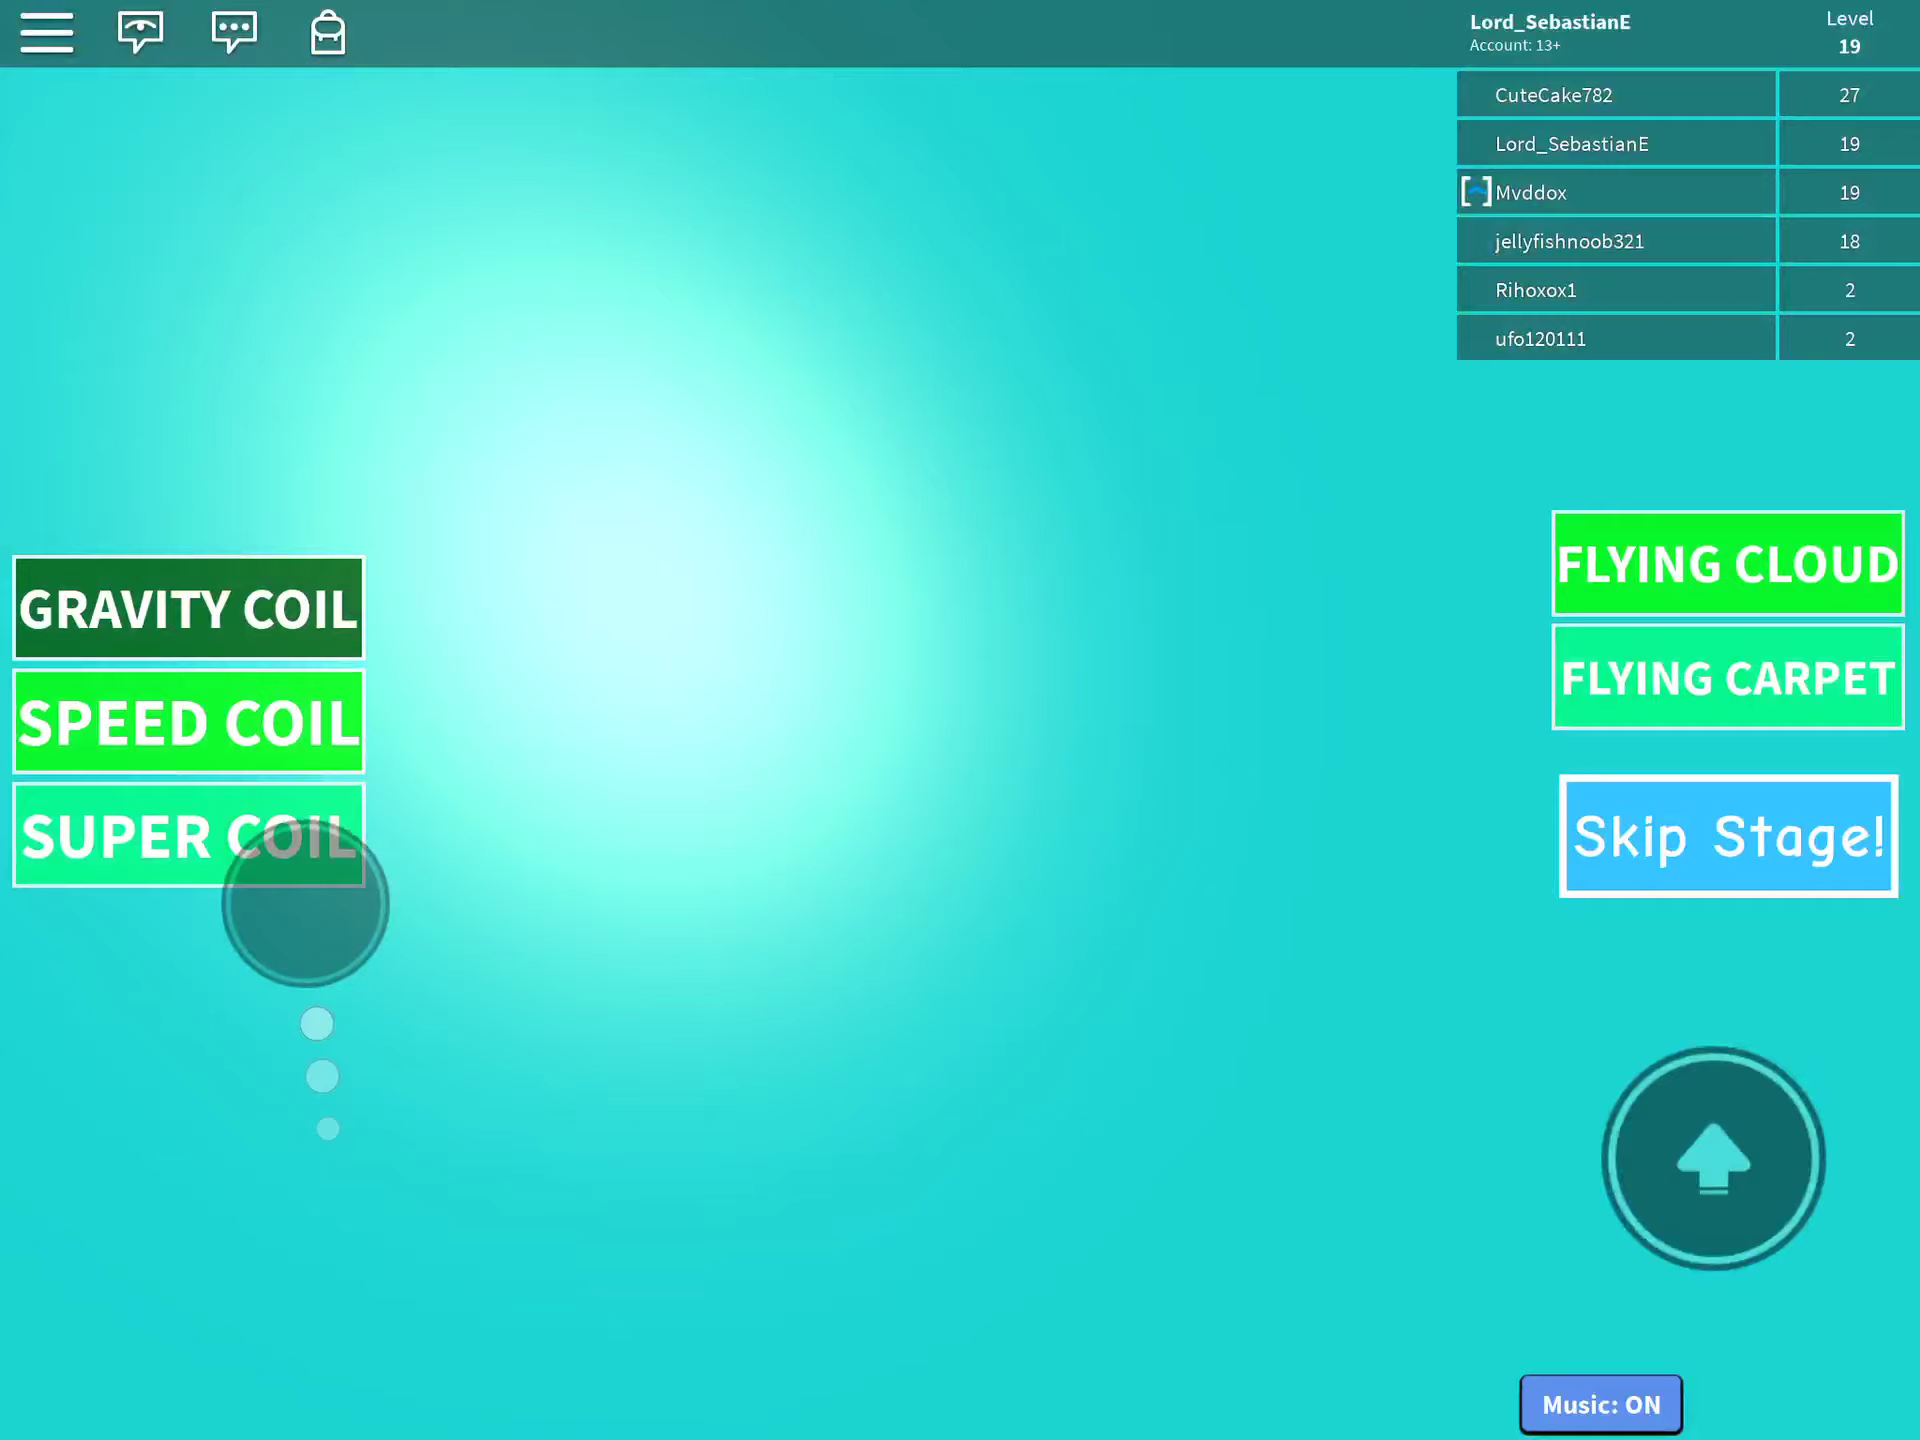 Lord_SebastianE
Account: 13+
Level
19
CuteCake782 27
Lord_SebastianE 19
Mvddox 19
jellyfishnoob321 18
Rihoxox1 2
ufo120111 2
GRAVITY COIL
SPEED COIL
SUPER COIL
FLYING CLOUD
FLYING CARPET
Skip Stage!
Music: ON